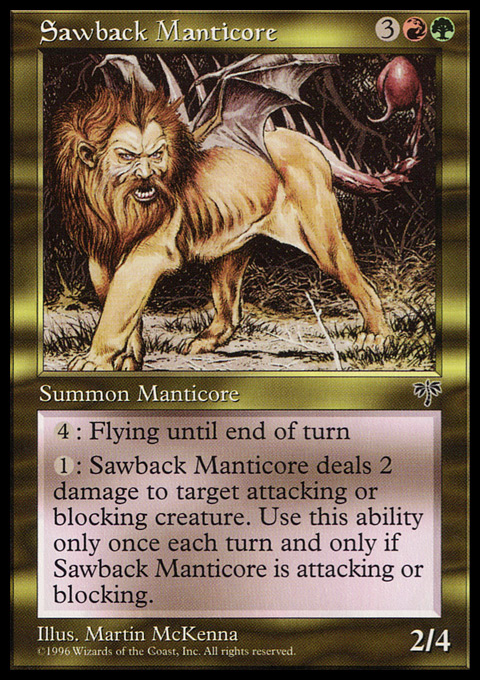 Sawback Manticore 3
Summon Manticore
4: Flying until end of turn
1: Sawback Manticore deals 2
damage to target attacking or
blocking creature. Use this ability
only once each turn and only if
Sawback Manticore is attacking or
blocking.
Illus. Martin McKenna
©1996 Wizards of the Coast, Inc. All rights reserved.
2/4